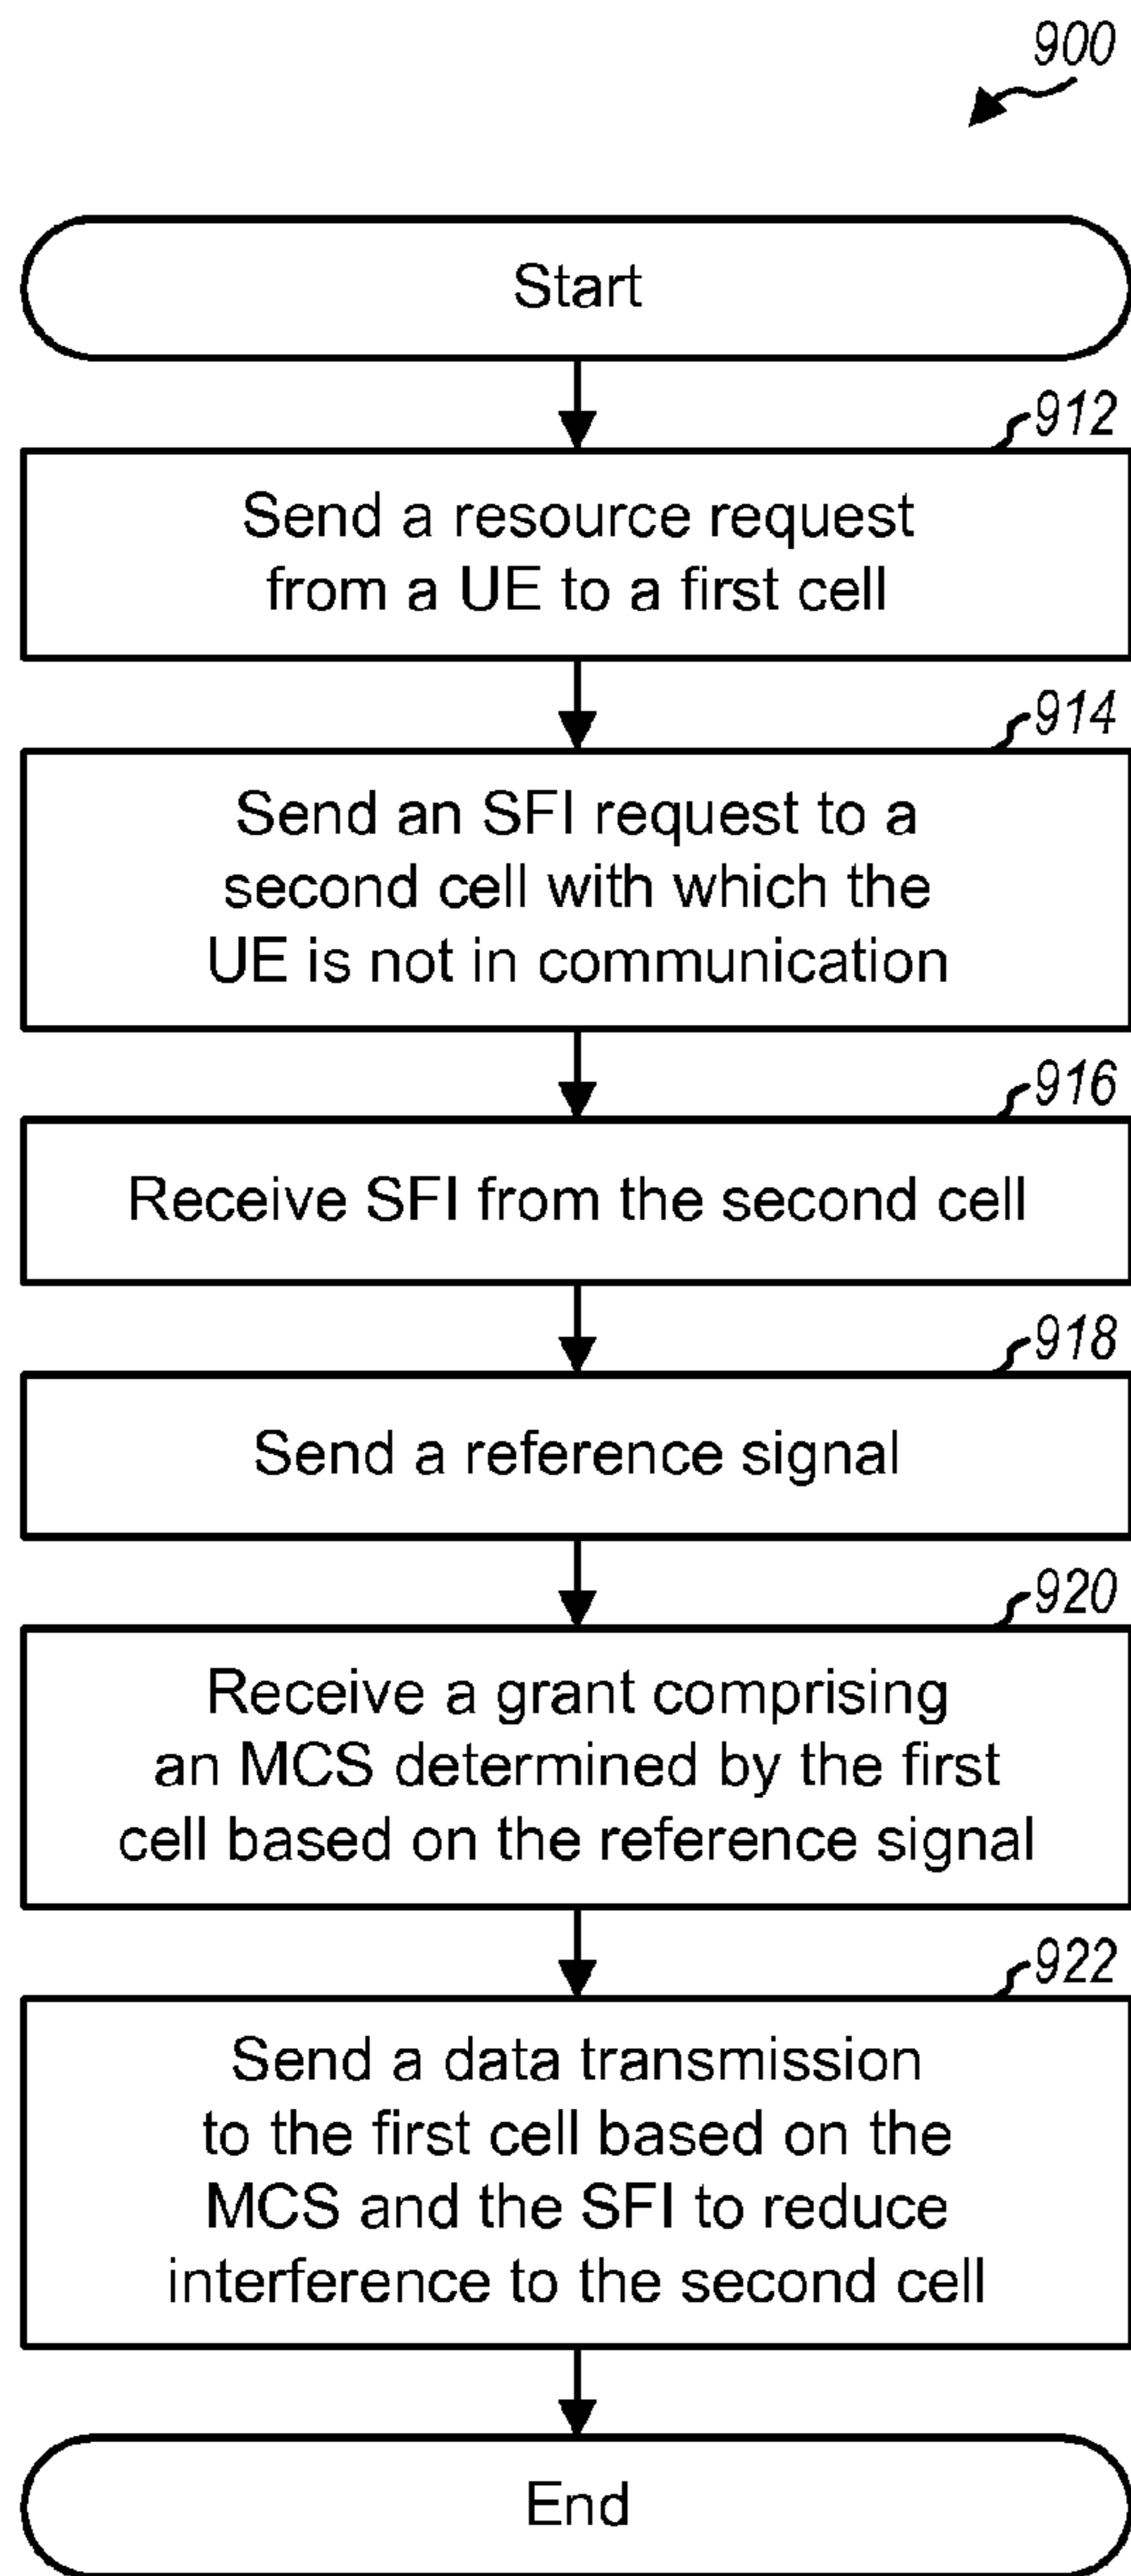 900
Start
912
Send a resource request
from a UE to a first cell
914
Send an SFI request to a
second cell with which the
UE is not in communication
916
Receive SFI from the second cell
918
Send a reference signal
920
Receive a grant comprising
an MCS determined by the first
cell based on the reference signal
922
Send a data transmission
to the first cell based on the
MCS and the SFI to reduce
interference to the second cell
End